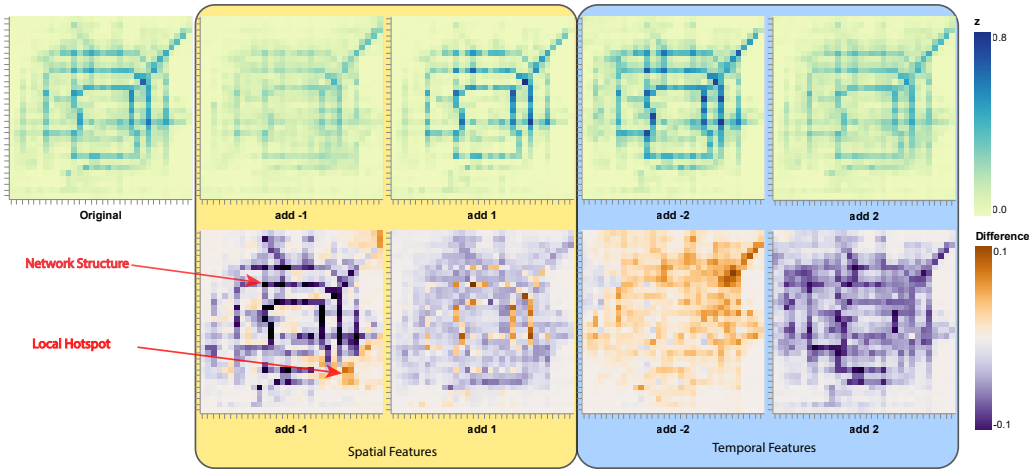 z
0.8
0.0
Original
add -1
add 1
add -2
add 2
Difference
0.1
-0.1
Network Structure
Local Hotspot
add -1
add 1
add -2
add 2
Spatial Features
Temporal Features